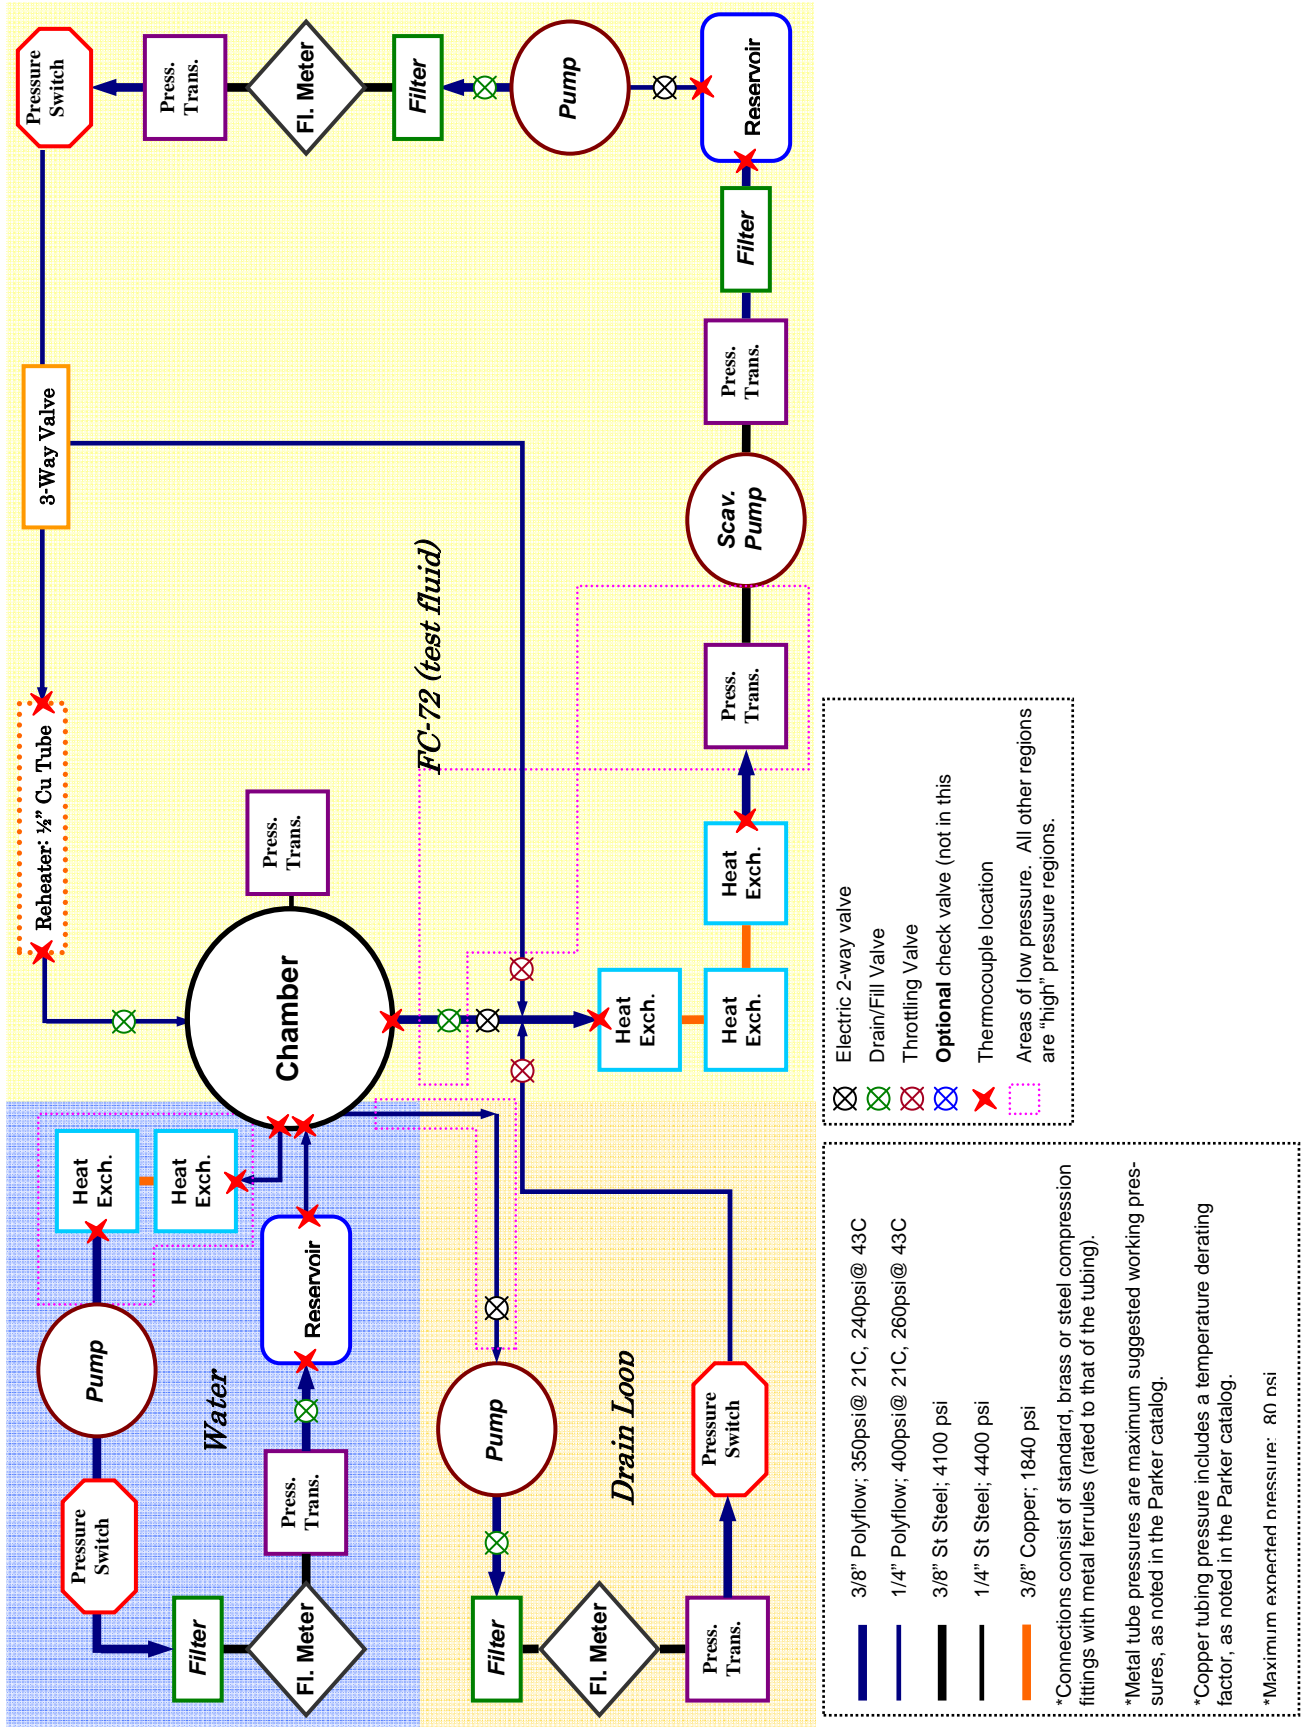 Pressure
Switch
Pump
Heat
Exch.
Heat
Exch.
Filter
Water
Fl. Meter
Press.
Trans.
Reservoir
Chamber
Press.
Trans.
Reheater: ½” Cu Tube
3-Way Valve
Pressure
Switch
Press.
Trans.
Fl. Meter
Filter
Pump
Reservoir
FC-72 (test fluid)
Heat
Exch.
Heat
Exch.
Heat
Exch.
Press.
Trans.
Scav.
Pump
Press.
Trans.
Filter
Filter
Pump
Drain Loop
Fl. Meter
Press.
Trans.
Pressure
Switch
3/8” Polyflow; 350psi@ 21C, 240psi@ 43C
1/4” Polyflow; 400psi@ 21C, 260psi@ 43C
3/8” St Steel; 4100 psi
1/4” St Steel; 4400 psi
3/8” Copper; 1840 psi
*Connections consist of standard, brass or steel compression
fittings with metal ferrules (rated to that of the tubing).
*Metal tube pressures are maximum suggested working pres-
sures, as noted in the Parker catalog.
*Copper tubing pressure includes a temperature derating
factor, as noted in the Parker catalog.
*Maximum expected pressure: 80 psi
Electric 2-way valve
Drain/Fill Valve
Throttling Valve
Optional check valve (not in this
Thermocouple location
Areas of low pressure. All other regions
are “high” pressure regions.